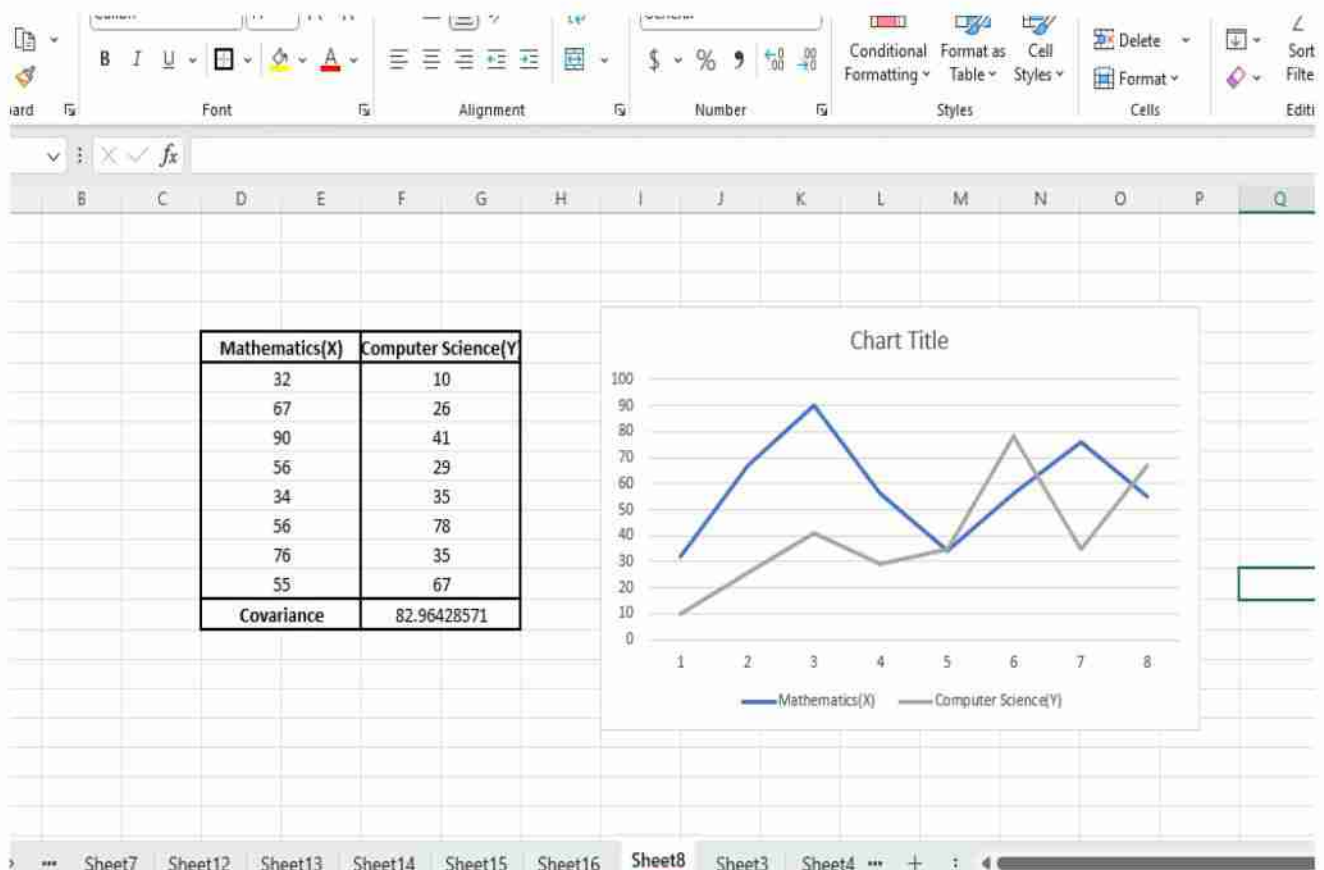 B I U $ % 9
Conditional Formatting Format as Table Cell Styles
Delete
Format
Sort
Filte
ard Font Alignment Number Styles Cells Editi
fx
B C D E F G H I J K L M N O P Q
Mathematics(X) Computer Science(Y
32 10
67 26
90 41
56 29
34 35
56 78
76 35
55 67
Covariance 82.96428571
Chart Title
100
90
80
70
60
50
40
30
20
10
0
1 2 3 4 5 6 7 8
Mathematics(X) Computer Science(Y)
Sheet7 Sheet12 Sheet13 Sheet14 Sheet15 Sheet16 Sheet8 Sheet3 Sheet4